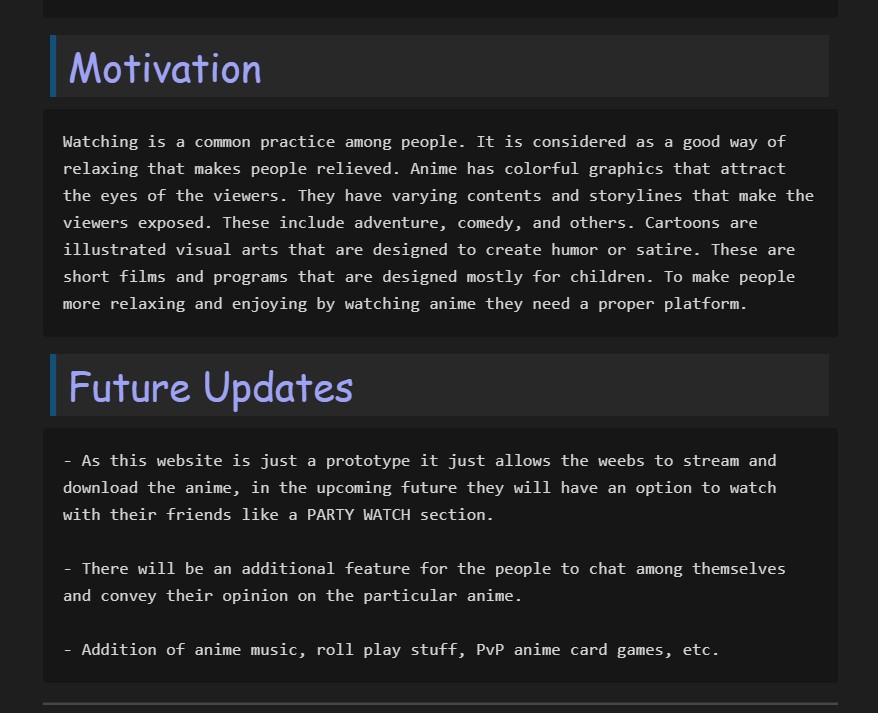 Motivation
Watching is a common practice among people. It is considered as a good way of
relaxing that makes people relieved. Anime has colorful graphics that attract
the eyes of the viewers. They have varying contents and storylines that make the
viewers exposed. These include adventure, comedy, and others. Cartoons are
illustrated visual arts that are designed to create humor or satire. These are
short films and programs that are designed mostly for children. To make people
more relaxing and enjoying by watching anime they need a proper platform.
Future Updates
- As this website is just a prototype it just allows the weebs to stream and
download the anime, in the upcoming future they will have an option to watch
with their friends like a PARTY WATCH section.
- There will be an additional feature for the people to chat among themselves
and convey their opinion on the particular anime.
- Addition of anime music, roll play stuff, PvP anime card games, etc.